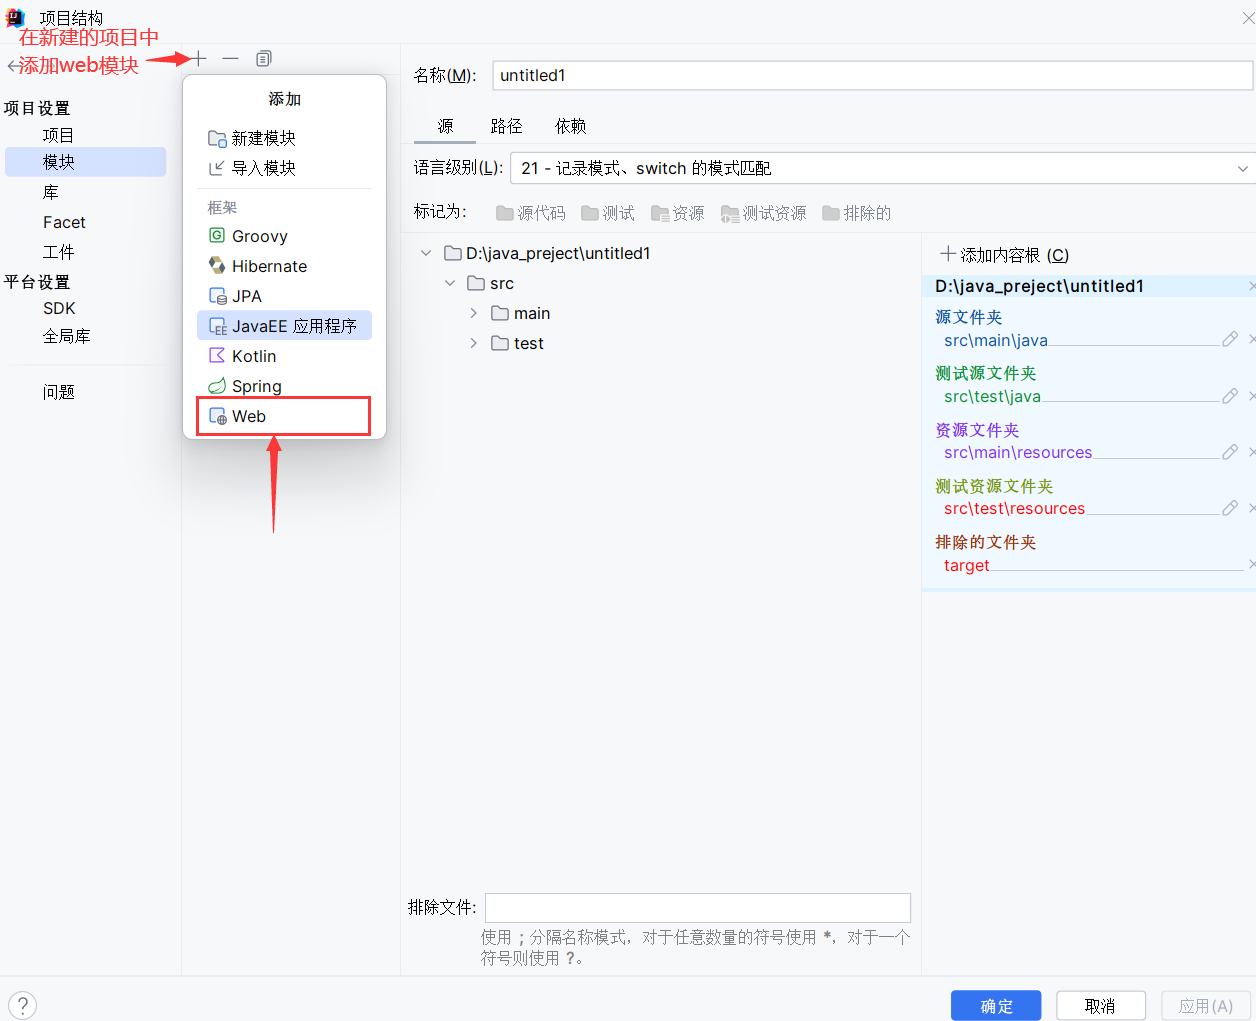 项目结构
在新建的项目中
添加web模块
项目设置
项目
模块
库
Facet
工件
平台设置
SDK
全局库
问题
添加
新建模块
导入模块
框架
Groovy
Hibernate
JPA
JavaEE 应用程序
Kotlin
Spring
Web
名称(M): untitled1
源 路径 依赖
语言级别(L): 21 - 记录模式、switch 的模式匹配
标记为: 源代码 测试 资源 测试资源 排除的
D:\java_preject\untitled1
src
main
test
添加内容根 (C)
D:\java_preject\untitled1
源文件夹
src\main\java
测试源文件夹
src\test\java
资源文件夹
src\main\resources
测试资源文件夹
src\test\resources
排除的文件夹
target
排除文件:
使用 ; 分隔名称模式，对于任意数量的符号使用 *，对于一个
符号则使用 ?。
? 确定 取消 应用(A)